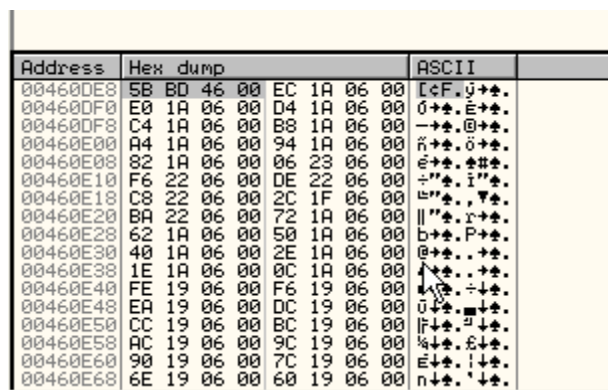 Address Hex dump ASCII
00460DE8 5B BD 46 00 EC 1A 06 00 [¢F.ý→♠.
00460DF0 E0 1A 06 00 D4 1A 06 00 ó→♠.È→♠.
00460DF8 C4 1A 06 00 B8 1A 06 00 ─→♠.©→♠.
00460E00 A4 1A 06 00 94 1A 06 00 ñ→♠.ö→♠.
00460E08 82 1A 06 00 06 23 06 00 é→♠.♠#♠.
00460E10 F6 22 06 00 DE 22 06 00 ÷"♠.Ì"♠.
00460E18 C8 22 06 00 2C 1F 06 00 ╚"♠.,▼♠.
00460E20 BA 22 06 00 72 1A 06 00 ║"♠.r→♠.
00460E28 62 1A 06 00 50 1A 06 00 b→♠.P→♠.
00460E30 40 1A 06 00 2E 1A 06 00 @→♠..→♠.
00460E38 1E 1A 06 00 0C 1A 06 00 .→♠.
00460E40 FE 19 06 00 F6 19 06 00 .÷↓♠.
00460E48 EA 19 06 00 DC 19 06 00 Û↓♠.▄↓♠.
00460E50 CC 19 06 00 BC 19 06 00 ╠↓♠.╝↓♠.
00460E58 AC 19 06 00 9C 19 06 00 ¼↓♠.£↓♠.
00460E60 90 19 06 00 7C 19 06 00 É↓♠.¦↓♠.
00460E68 6E 19 06 00 60 19 06 00 n↓♠.`↓♠.